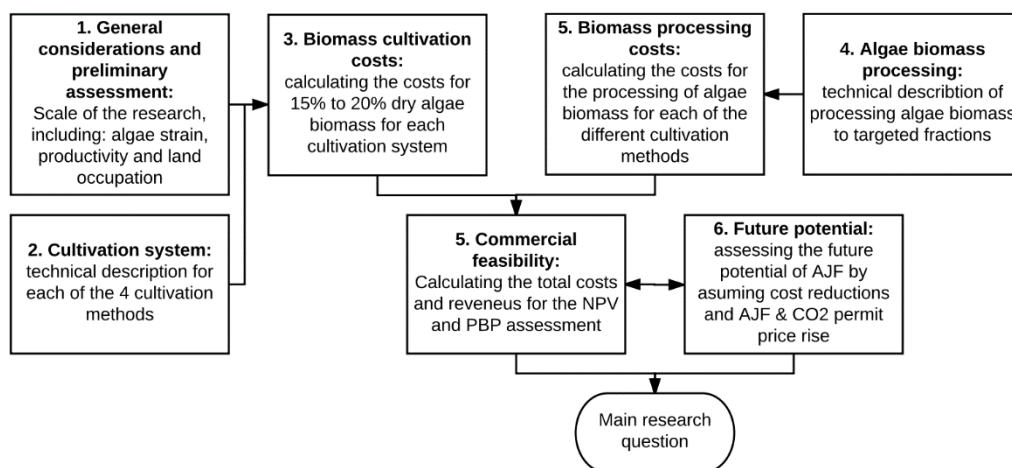 1. General
considerations and
preliminary
assessment:
Scale of the research,
including: algae strain,
productivity and land
occupation
2. Cultivation system:
technical description for
each of the 4 cultivation
methods
3. Biomass cultivation
costs:
calculating the costs for
15% to 20% dry algae
biomass for each
cultivation system
5. Biomass processing
costs:
calculating the costs for
the processing of algae
biomass for each of the
different cultivation
methods
4. Algae biomass
processing:
technical describtion of
processing algae biomass
to targeted fractions
5. Commercial
feasibility:
Calculating the total costs
and reveneus for the NPV
and PBP assessment
6. Future potential:
assessing the future
potential of AJF by
asuming cost reductions
and AJF & CO2 permit
price rise
Main research
question